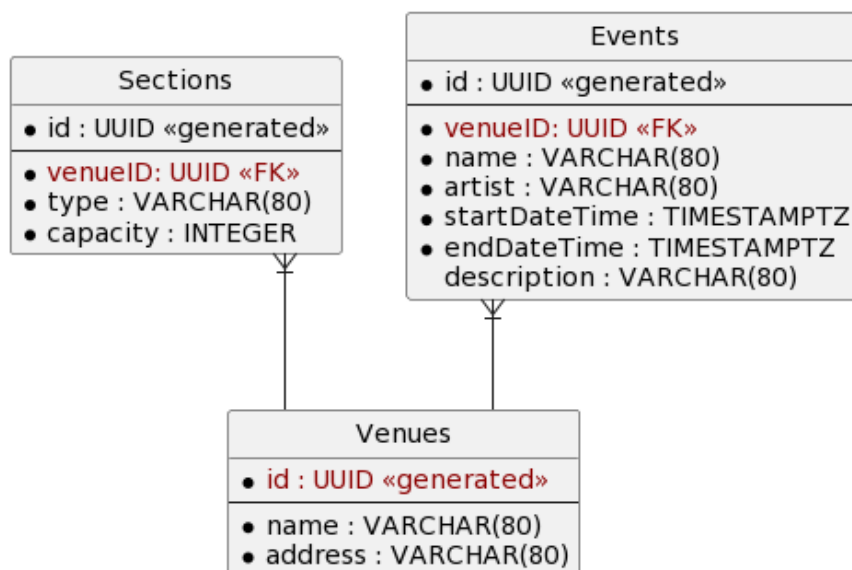 Sections
id : UUID «generated»
venueID: UUID «FK»
type : VARCHAR(80)
capacity : INTEGER
Events
id : UUID «generated»
venueID: UUID «FK»
name : VARCHAR(80)
artist : VARCHAR(80)
startDateTime : TIMESTAMPTZ
endDateTime : TIMESTAMPTZ
description : VARCHAR(80)
Venues
id : UUID «generated»
name : VARCHAR(80)
address : VARCHAR(80)